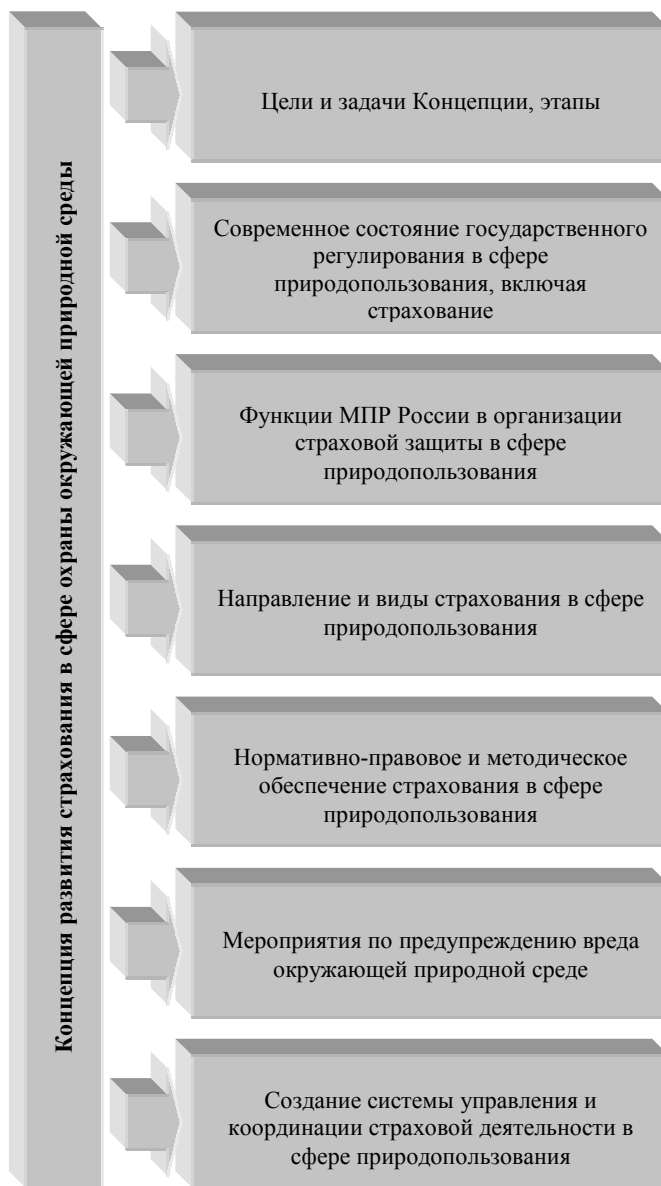 Концепция развития страхования в сфере охраны окружающей природной среды
Цели и задачи Концепции, этапы
Современное состояние государственного
регулирования в сфере
природопользования, включая
страхование
Функции МПР России в организации
страховой защиты в сфере
природопользования
Направление и виды страхования в сфере
природопользования
Нормативно-правовое и методическое
обеспечение страхования в сфере
природопользования
Мероприятия по предупреждению вреда
окружающей природной среде
Создание системы управления и
координации страховой деятельности в
сфере природопользования